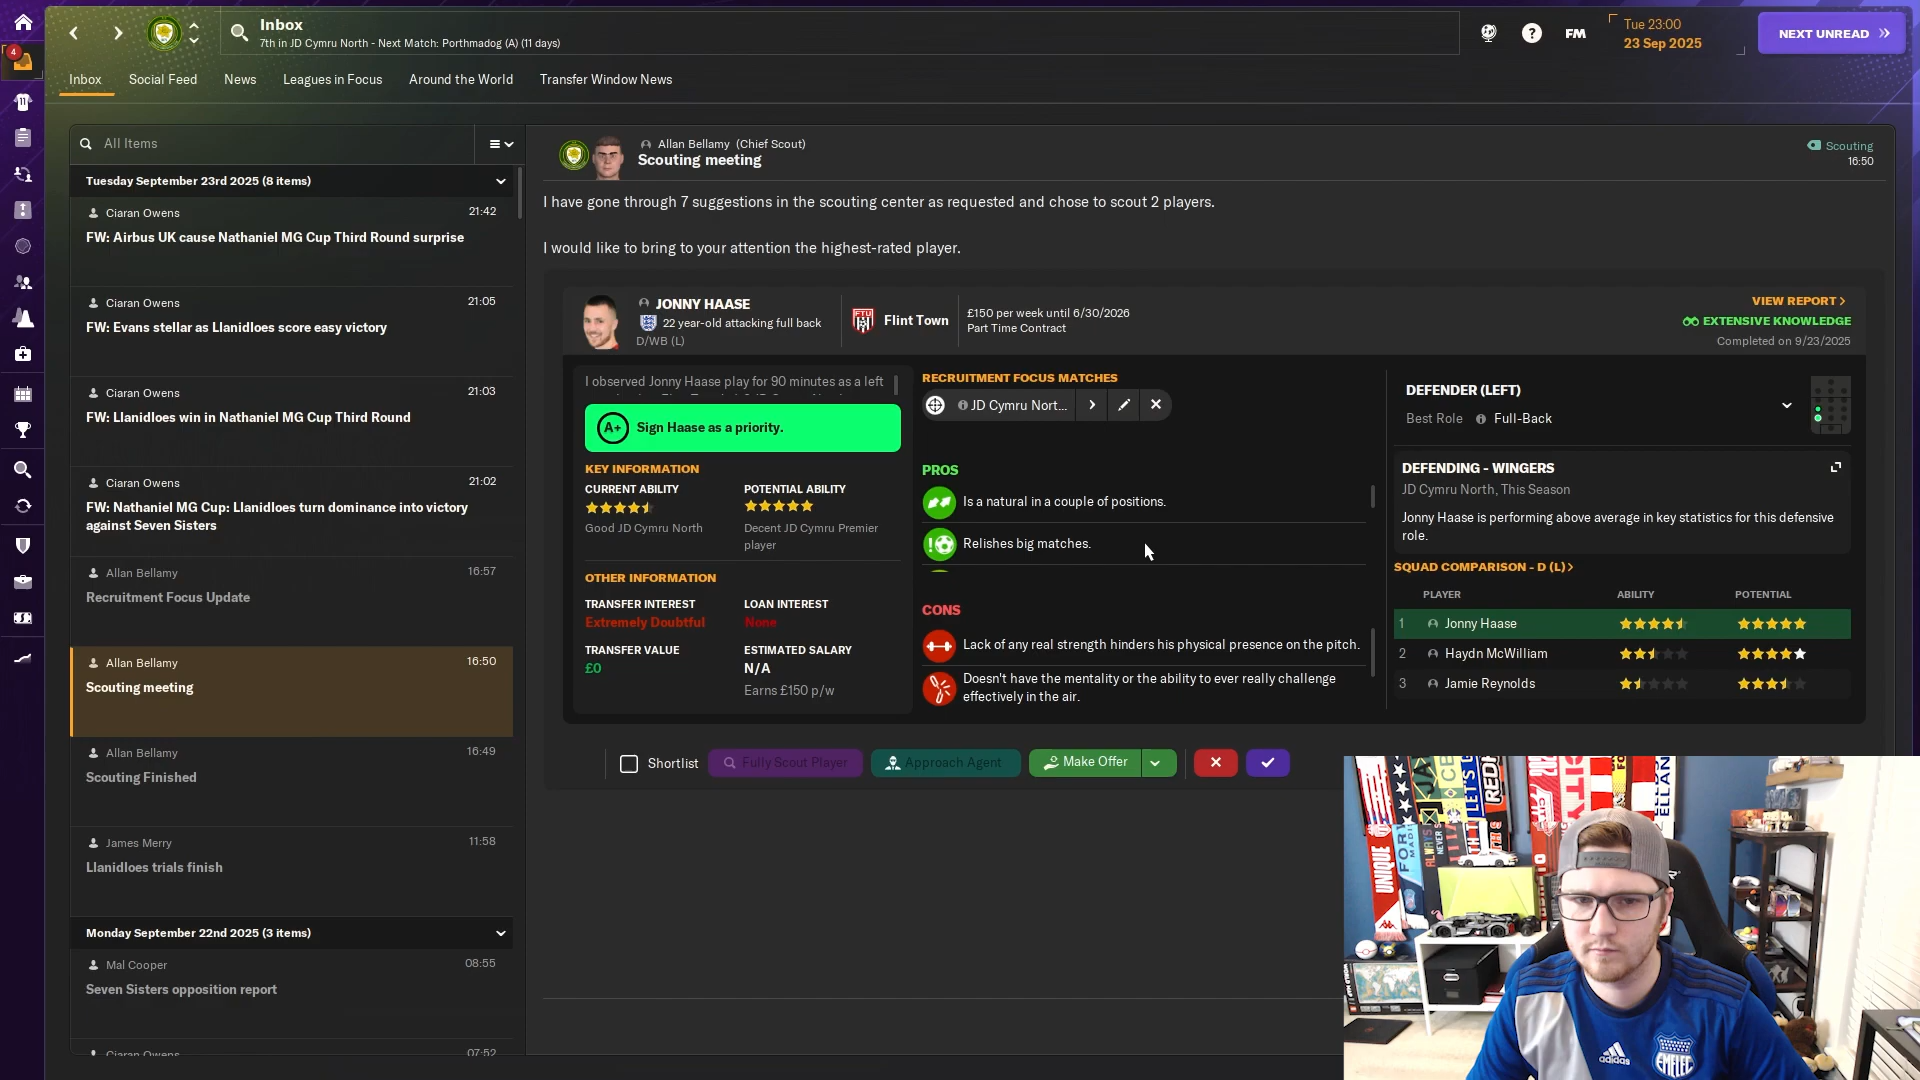 4
Inbox
7th in JD Cymru North - Next Match: Porthmadog (A) (11 days)
FM
Tue 23:00
23 Sep 2025
NEXT UNREAD
Inbox
Social Feed
News
Leagues in Focus
Around the World
Transfer Window News
All Items
Tuesday September 23rd 2025 (8 items)
Ciaran Owens
21:42
FW: Airbus UK cause Nathaniel MG Cup Third Round surprise
Ciaran Owens
21:05
FW: Evans stellar as Llanidloes score easy victory
Ciaran Owens
21:03
FW: Llanidloes win in Nathaniel MG Cup Third Round
Ciaran Owens
21:02
FW: Nathaniel MG Cup: Llanidloes turn dominance into victory
against Seven Sisters
Allan Bellamy
16:57
Recruitment Focus Update
Allan Bellamy
16:50
Scouting meeting
Allan Bellamy
16:49
Scouting Finished
James Merry
11:58
Llanidloes trials finish
Monday September 22nd 2025 (3 items)
Mal Cooper
08:55
Seven Sisters opposition report
Ciaran Owens
07:52
Allan Bellamy (Chief Scout)
Scouting meeting
Scouting
16:50
I have gone through 7 suggestions in the scouting center as requested and chose to scout 2 players.
I would like to bring to your attention the highest-rated player.
JONNY HAASE
22 year-old attacking full back
D/WB (L)
FTU
Flint Town
£150 per week until 6/30/2026
Part Time Contract
VIEW REPORT >
EXTENSIVE KNOWLEDGE
Completed on 9/23/2025
I observed Jonny Haase play for 90 minutes as a left
A+ Sign Haase as a priority.
KEY INFORMATION
CURRENT ABILITY
Good JD Cymru North
POTENTIAL ABILITY
Decent JD Cymru Premier
player
OTHER INFORMATION
TRANSFER INTEREST
Extremely Doubtful
LOAN INTEREST
None
TRANSFER VALUE
£0
ESTIMATED SALARY
N/A
Earns £150 p/w
RECRUITMENT FOCUS MATCHES
JD Cymru Nort...
PROS
Is a natural in a couple of positions.
Relishes big matches.
CONS
Lack of any real strength hinders his physical presence on the pitch.
Doesn't have the mentality or the ability to ever really challenge
effectively in the air.
DEFENDER (LEFT)
Best Role Full-Back
DEFENDING - WINGERS
JD Cymru North, This Season
Jonny Haase is performing above average in key statistics for this defensive
role.
SQUAD COMPARISON - D (L) >
PLAYER
ABILITY
POTENTIAL
1 Jonny Haase
2 Haydn McWilliam
3 Jamie Reynolds
Shortlist
Fully Scout Player
Approach Agent
Make Offer
UNIQUE
CITY
adidas
EMELEC